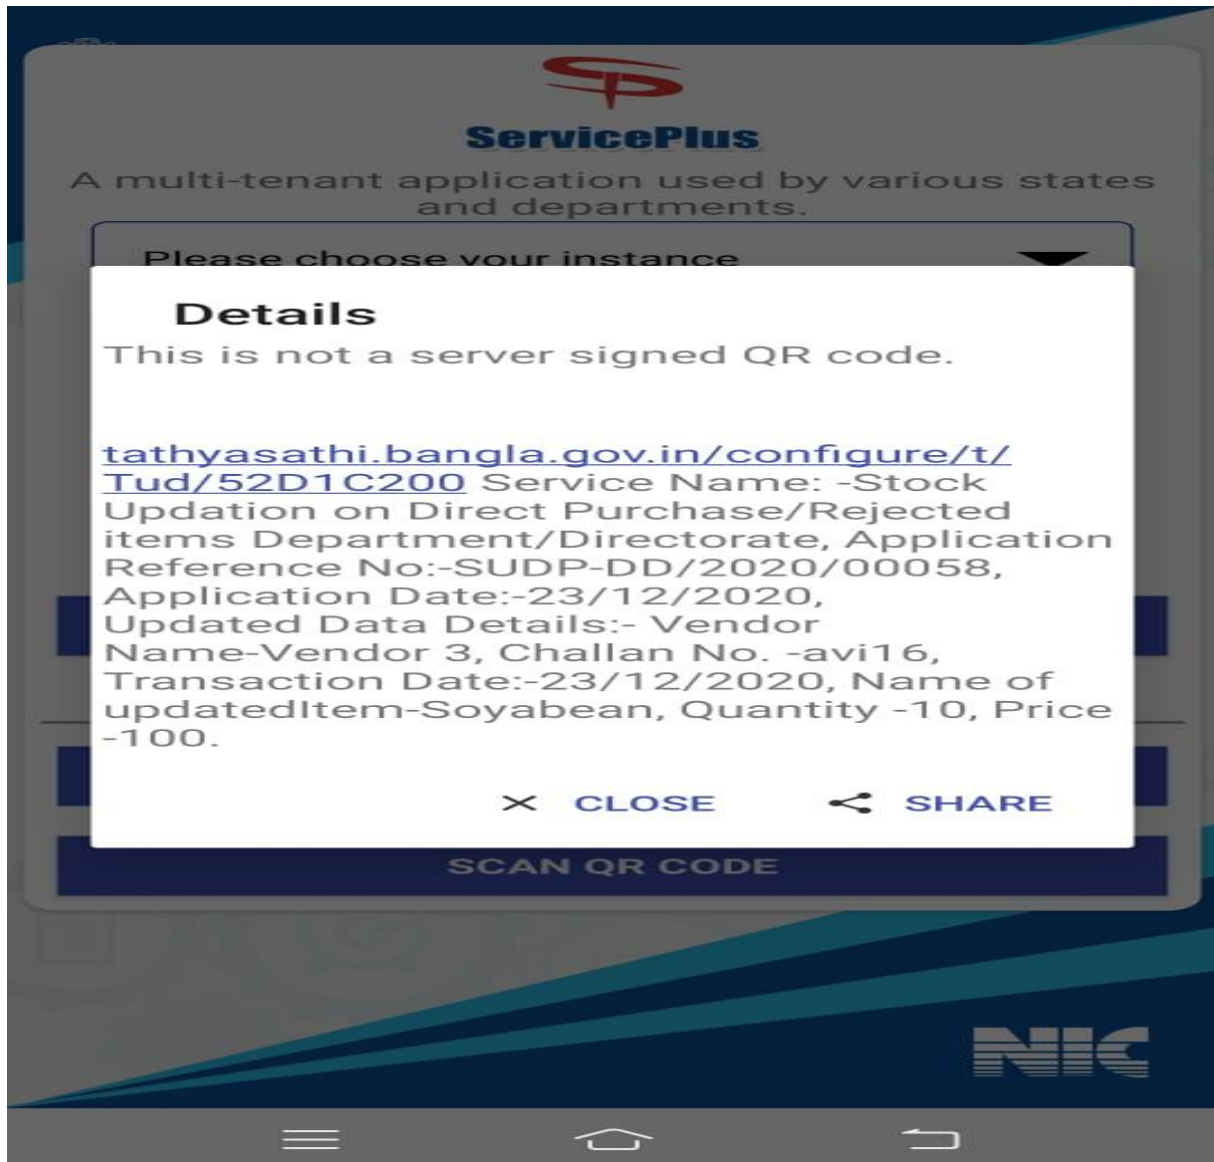 ServicePlus
A multi-tenant application used by various states
and departments.
Please choose your instance
Details
This is not a server signed QR code.
tathyasathi.bangla.gov.in/configure/t/
Tud/52D1C200 Service Name: -Stock
Updation on Direct Purchase/Rejected
items Department/Directorate, Application
Reference No:-SUDP-DD/2020/00058,
Application Date:-23/12/2020,
Updated Data Details:- Vendor
Name-Vendor 3, Challan No. -avi16,
Transaction Date:-23/12/2020, Name of
updatedItem-Soyabean, Quantity -10, Price
-100.
CLOSE SHARE
SCAN QR CODE
NIC